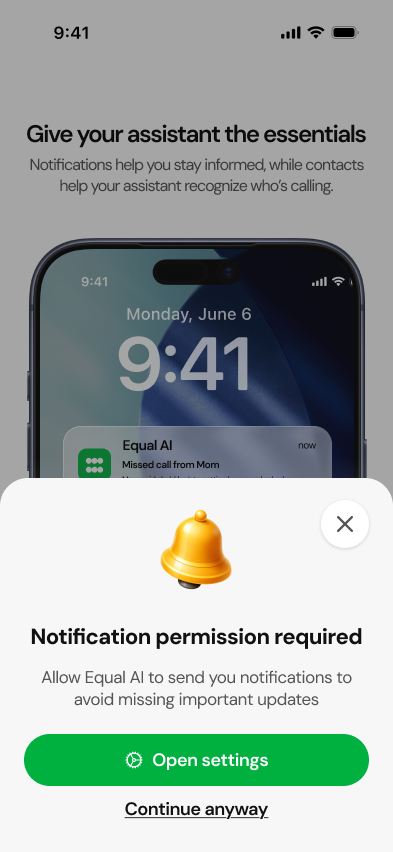 9:41
Give your assistant the essentials
Notifications help you stay informed, while contacts
help your assistant recognize who's calling.
9:41
Monday, June 6
9:41
Equal AI
now
Missed call from Mom
Notification permission required
Allow Equal AI to send you notifications to
avoid missing important updates
Open settings
Continue anyway